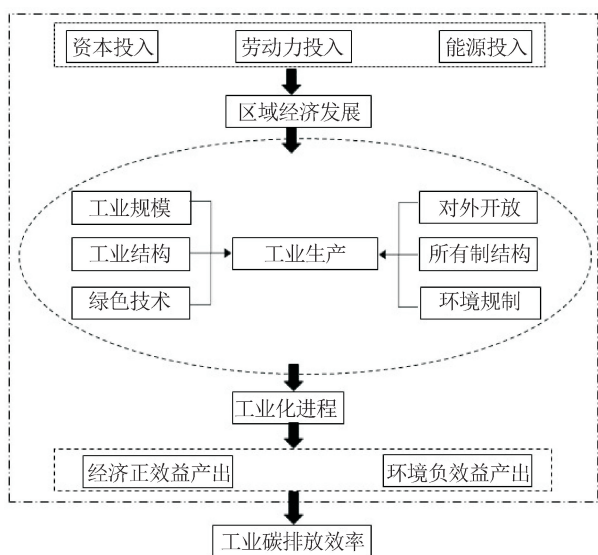 资本投入 劳动力投入 能源投入
区域经济发展
工业规模 对外开放
工业结构 工业生产 所有制结构
绿色技术 环境规制
工业化进程
经济正效益产出 环境负效益产出
工业碳排放效率